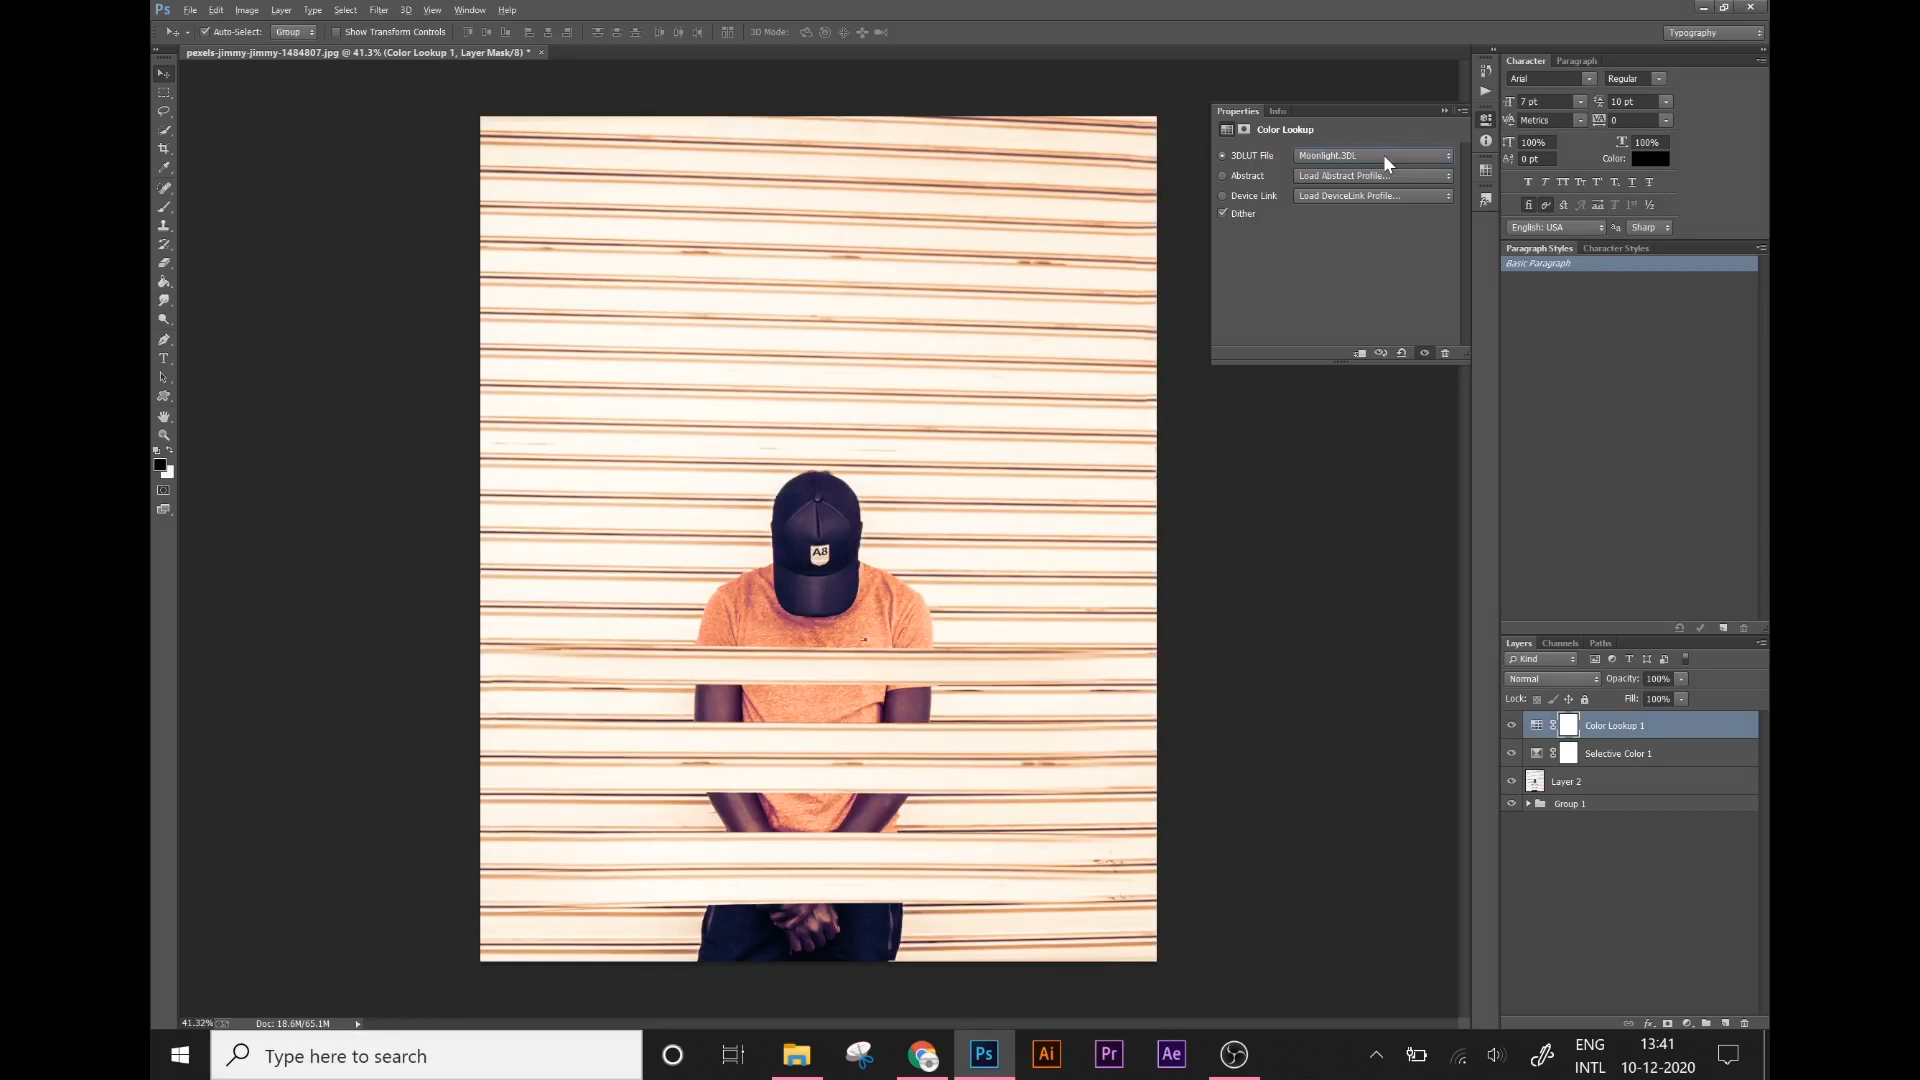 Ps File Edit Image Layer Type Select Filter 3D View Window Help
Auto-Select: Group Show Transform Controls 3D Mode: Typography
pexels-jimmy-jimmy-1484807.jpg @ 41.3% (Color Lookup 1, Layer Mask/8) *
Character Paragraph
Arial Regular
7 pt 10 pt
Metrics 0
100% 100%
0 pt Color:
English: USA Sharp
Paragraph Styles Character Styles
Basic Paragraph
Properties Info
Color Lookup
3DLUT File Moonlight.3DL
Abstract Load Abstract Profile...
Device Link Load DeviceLink Profile...
Dither
A8
Layers Channels Paths
Kind
Normal Opacity: 100%
Lock: Fill: 100%
Color Lookup 1
Selective Color 1
Layer 2
Group 1
41.32% Doc: 18.6M/65.1M
Type here to search
Ps Ai Pr Ae
ENG
INTL
13:41
10-12-2020